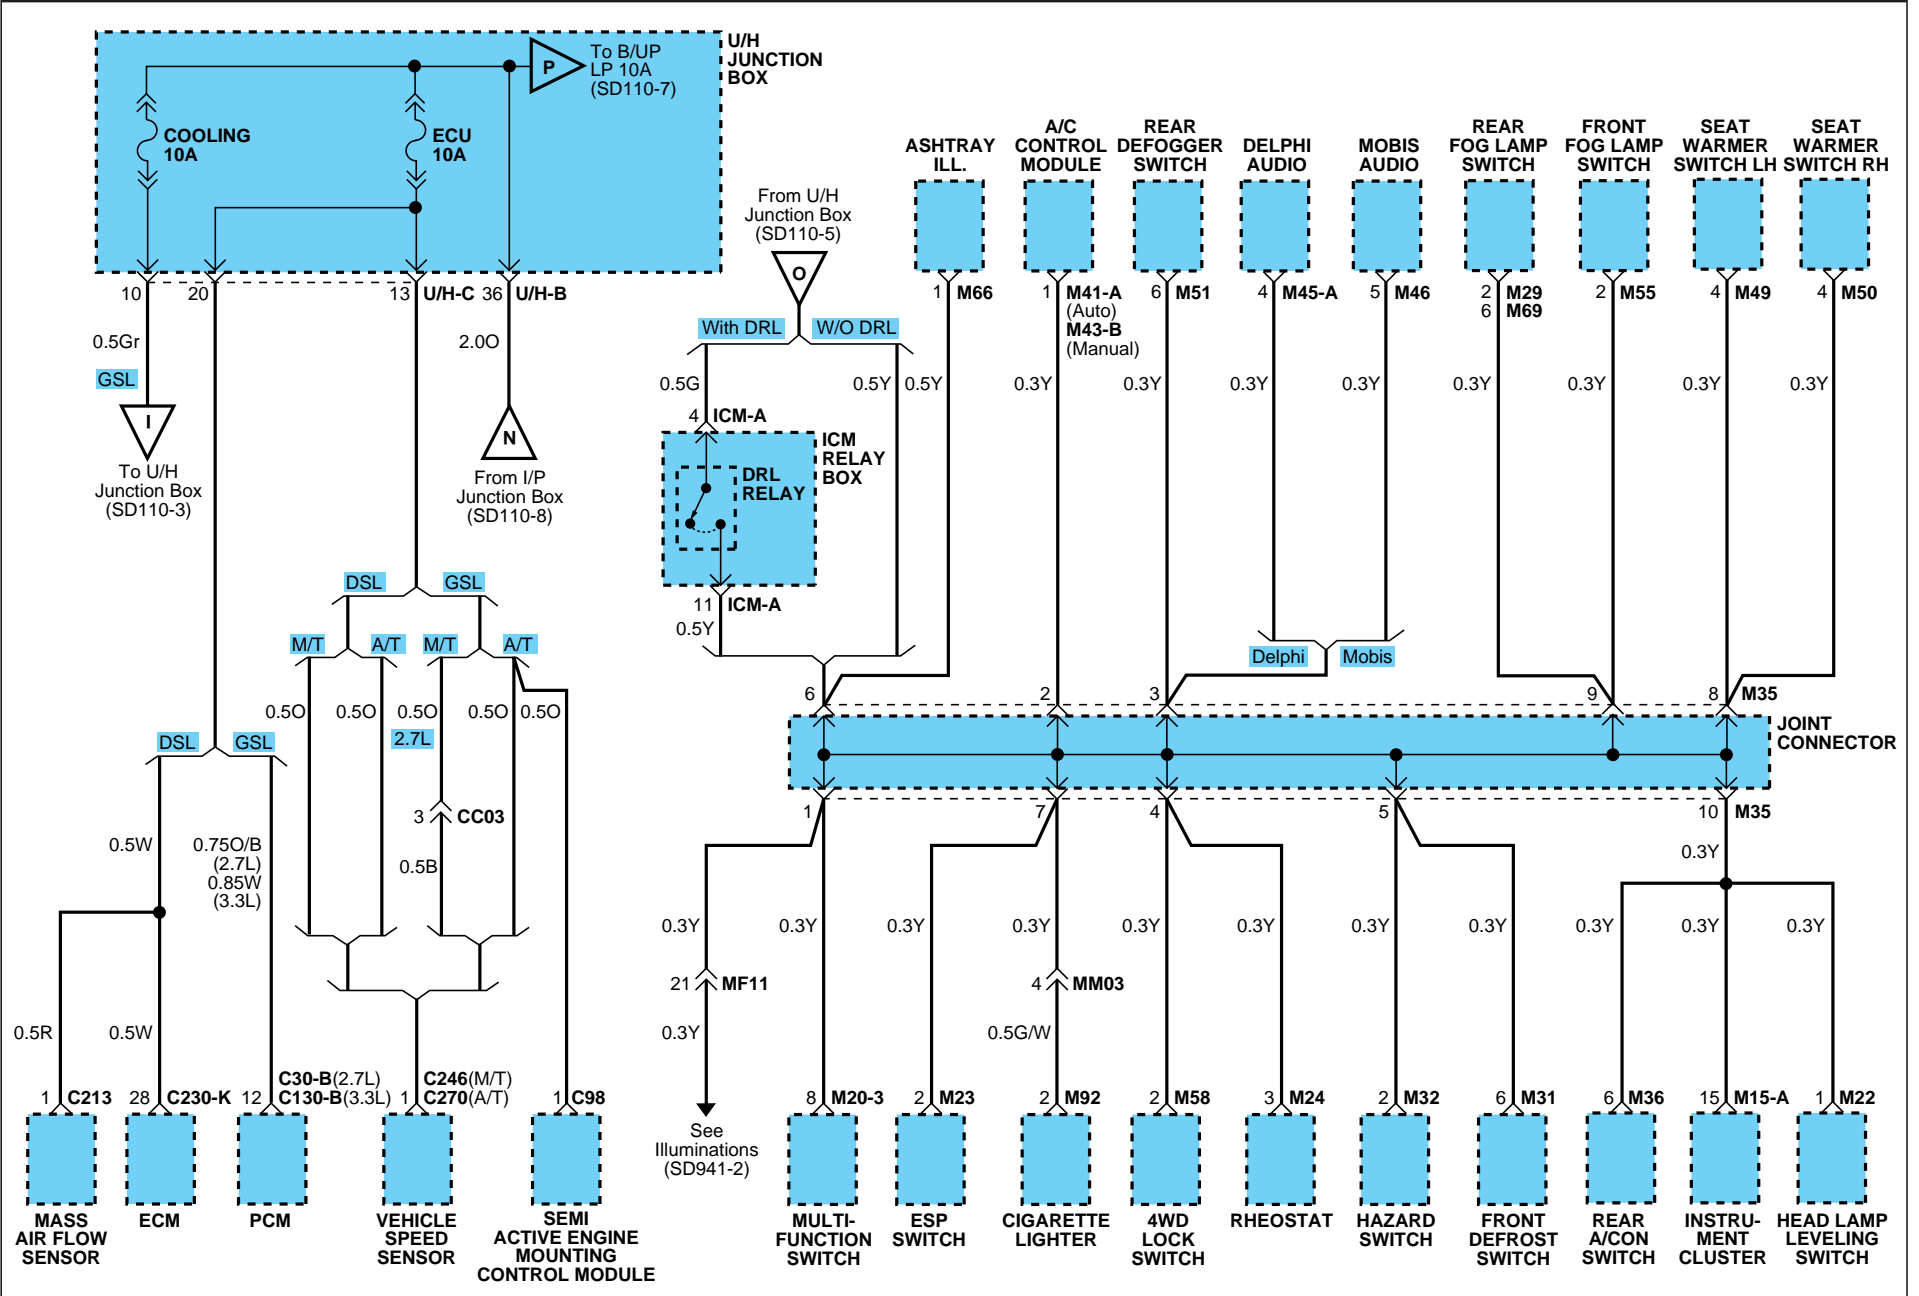 U/H
JUNCTION
BOX
P
To B/UP
LP 10A
(SD110-7)
COOLING
10A
ECU
10A
10
20
13
U/H-C
36
U/H-B
0.5Gr
GSL
I
To U/H
Junction Box
(SD110-3)
2.0O
N
From I/P
Junction Box
(SD110-8)
DSL
GSL
M/T
A/T
M/T
A/T
0.5O
0.5O
0.5O
0.5O
0.5O
2.7L
3
CC03
0.5B
DSL
GSL
0.5W
0.75O/B
(2.7L)
0.85W
(3.3L)
0.5R
0.5W
1
C213
28
C230-K
12
C30-B(2.7L)
C130-B(3.3L)
1
C246(M/T)
C270(A/T)
1
C98
MASS
AIR FLOW
SENSOR
ECM
PCM
VEHICLE
SPEED
SENSOR
SEMI
ACTIVE ENGINE
MOUNTING
CONTROL MODULE
From U/H
Junction Box
(SD110-5)
O
With DRL
W/O DRL
0.5G
0.5Y
4
ICM-A
ICM
RELAY
BOX
DRL
RELAY
11
ICM-A
0.5Y
ASHTRAY
ILL.
A/C
CONTROL
MODULE
REAR
DEFOGGER
SWITCH
DELPHI
AUDIO
MOBIS
AUDIO
REAR
FOG LAMP
SWITCH
FRONT
FOG LAMP
SWITCH
SEAT
WARMER
SWITCH LH
SEAT
WARMER
SWITCH RH
1
M66
1
M41-A
(Auto)
M43-B
(Manual)
6
M51
4
M45-A
5
M46
2
M29
6
M69
2
M55
4
M49
4
M50
0.5Y
0.3Y
0.3Y
0.3Y
0.3Y
0.3Y
0.3Y
0.3Y
0.3Y
Delphi
Mobis
6
2
3
9
8
M35
JOINT
CONNECTOR
1
7
4
5
10
M35
0.3Y
0.3Y
0.3Y
0.3Y
0.3Y
0.3Y
0.3Y
0.3Y
0.3Y
0.3Y
0.3Y
0.3Y
21
MF11
4
MM03
0.3Y
0.5G/W
See
Illuminations
(SD941-2)
8
M20-3
2
M23
2
M92
2
M58
3
M24
2
M32
6
M31
6
M36
15
M15-A
1
M22
MULTI-
FUNCTION
SWITCH
ESP
SWITCH
CIGARETTE
LIGHTER
4WD
LOCK
SWITCH
RHEOSTAT
HAZARD
SWITCH
FRONT
DEFROST
SWITCH
REAR
A/CON
SWITCH
INSTRU-
MENT
CLUSTER
HEAD LAMP
LEVELING
SWITCH